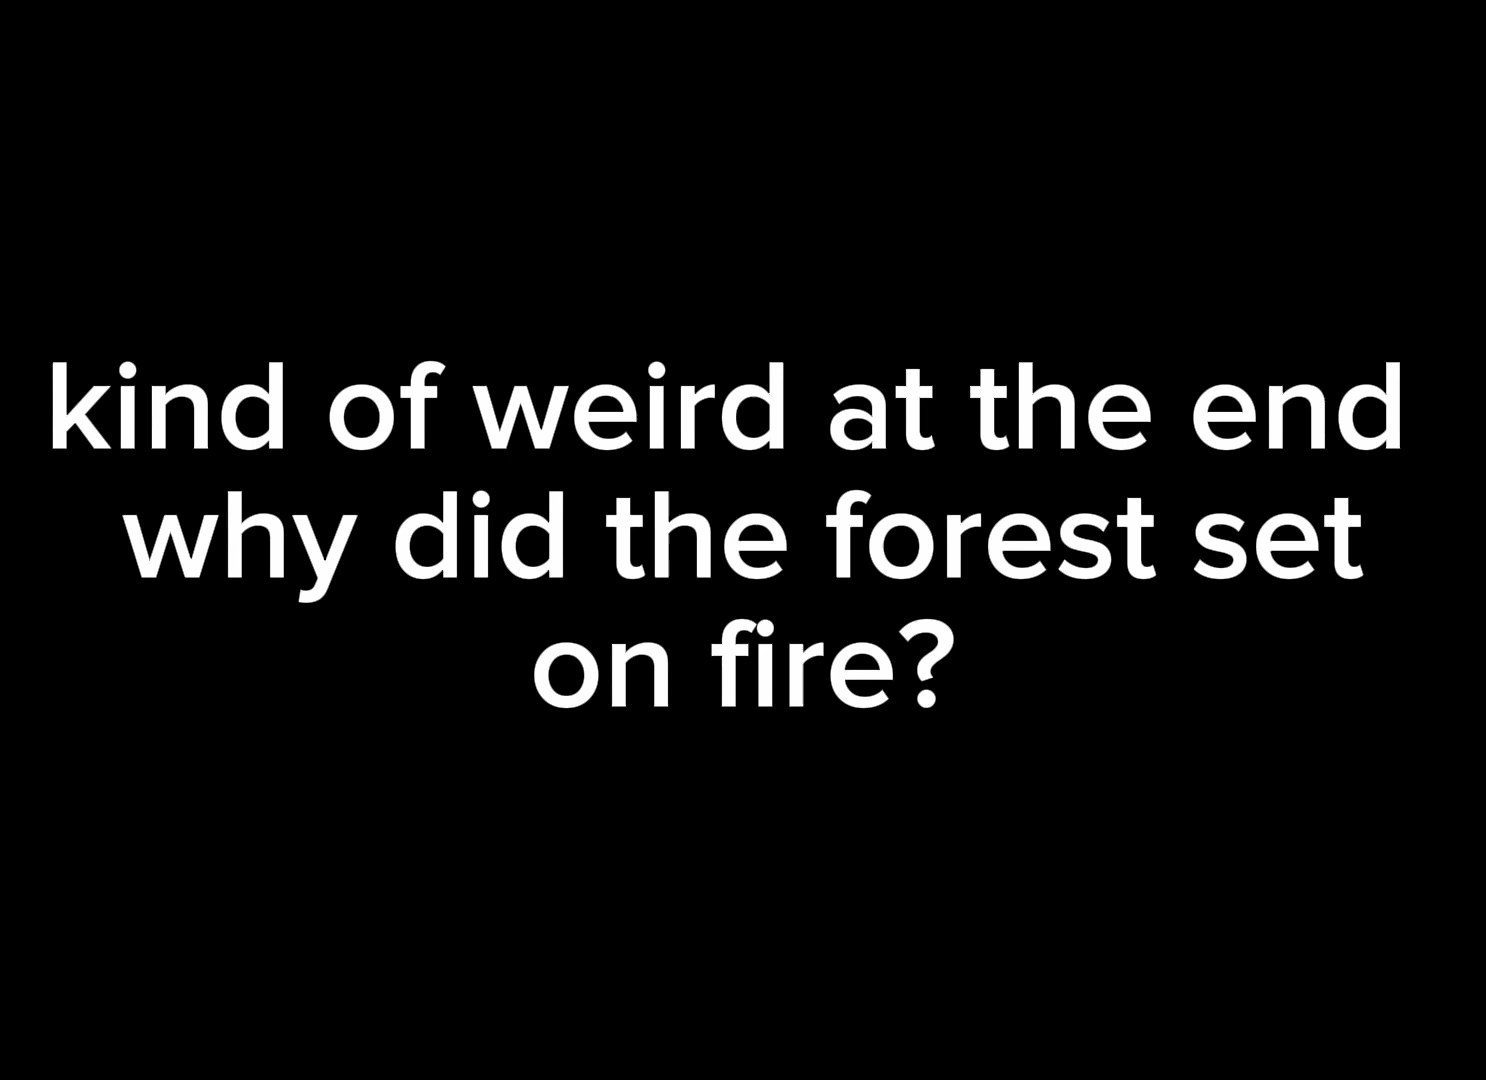 kind of weird at the end
why did the forest set
on fire?